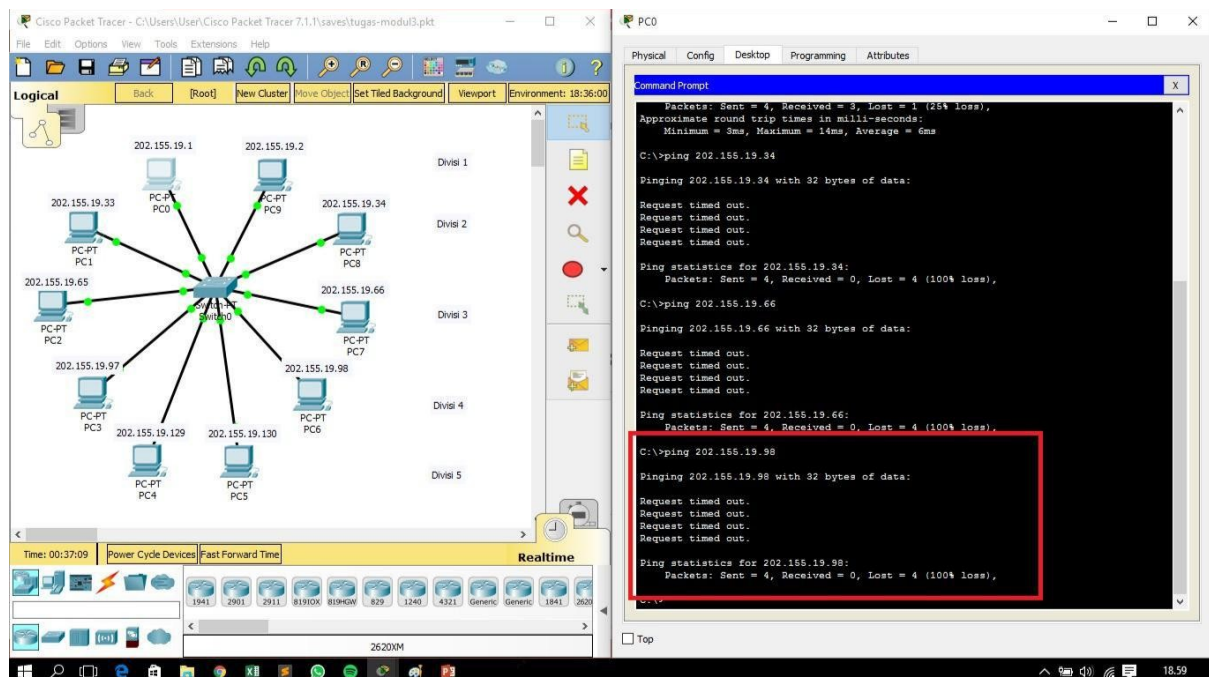 Cisco Packet Tracer - C:\Users\User\Cisco Packet Tracer 7.1.1\saves\tugas-modul3.pkt
File Edit Options View Tools Extensions Help
Logical
Back
[Root]
New Cluster
Move Object
Set Tiled Background
Viewport
Environment: 18:36:00
202.155.19.1
202.155.19.2
Divisi 1
PC-PT
PC0
PC-PT
PC9
202.155.19.33
202.155.19.34
Divisi 2
PC-PT
PC1
PC-PT
PC8
202.155.19.65
202.155.19.66
Switch-PT
Switch0
Divisi 3
PC-PT
PC2
PC-PT
PC7
202.155.19.97
202.155.19.98
Divisi 4
PC-PT
PC3
PC-PT
PC6
202.155.19.129
202.155.19.130
Divisi 5
PC-PT
PC4
PC-PT
PC5
Time: 00:37:09
Power Cycle Devices
Fast Forward Time
Realtime
1941
2901
2911
819IOX
819HGW
829
1240
4321
Generic
Generic
1841
2620
2620XM
PC0
Physical
Config
Desktop
Programming
Attributes
Command Prompt
X
Packets: Sent = 4, Received = 3, Lost = 1 (25% loss),
Approximate round trip times in milli-seconds:
Minimum = 3ms, Maximum = 14ms, Average = 6ms
C:\>ping 202.155.19.34
Pinging 202.155.19.34 with 32 bytes of data:
Request timed out.
Request timed out.
Request timed out.
Request timed out.
Ping statistics for 202.155.19.34:
Packets: Sent = 4, Received = 0, Lost = 4 (100% loss),
C:\>ping 202.155.19.66
Pinging 202.155.19.66 with 32 bytes of data:
Request timed out.
Request timed out.
Request timed out.
Request timed out.
Ping statistics for 202.155.19.66:
Packets: Sent = 4, Received = 0, Lost = 4 (100% loss),
C:\>ping 202.155.19.98
Pinging 202.155.19.98 with 32 bytes of data:
Request timed out.
Request timed out.
Request timed out.
Request timed out.
Ping statistics for 202.155.19.98:
Packets: Sent = 4, Received = 0, Lost = 4 (100% loss),
C:\>
Top
18.59